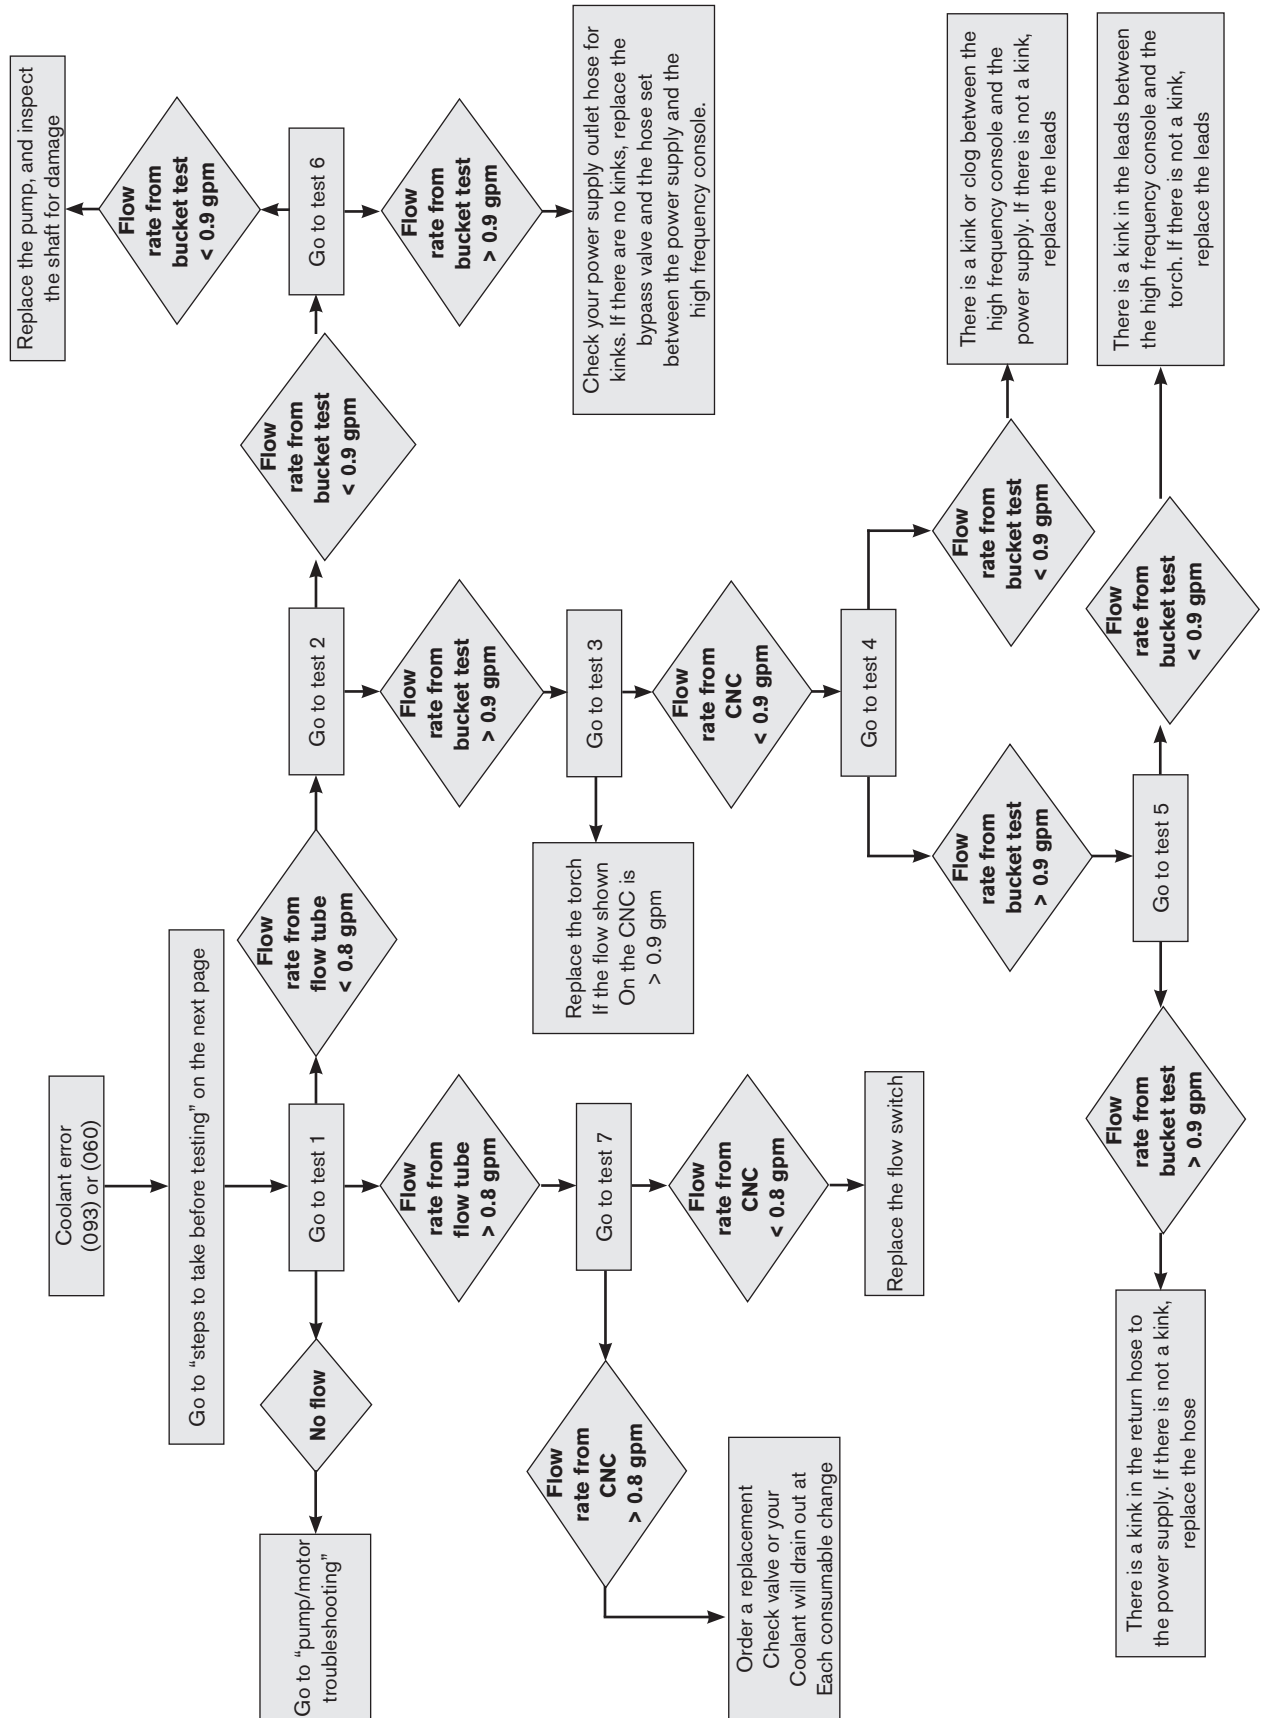 Coolant error
(093) or (060)
Go to “steps to take before testing” on the next page
Go to “pump/motor
troubleshooting”
No flow
Go to test 1
Flow
rate from
flow tube
< 0.8 gpm
Go to test 2
Flow
rate from
bucket test
< 0.9 gpm
Go to test 6
Flow
rate from
bucket test
< 0.9 gpm
Replace the pump, and inspect
the shaft for damage
Flow
rate from
bucket test
> 0.9 gpm
Check your power supply outlet hose for
kinks. If there are no kinks, replace the
bypass valve and the hose set
between the power supply and the
high frequency console.
Flow
rate from
flow tube
> 0.8 gpm
Go to test 7
Flow
rate from
CNC
> 0.8 gpm
Order a replacement
Check valve or your
Coolant will drain out at
Each consumable change
Flow
rate from
CNC
< 0.8 gpm
Replace the flow switch
Flow
rate from
bucket test
> 0.9 gpm
Go to test 3
Replace the torch
If the flow shown
On the CNC is
> 0.9 gpm
Flow
rate from
CNC
< 0.9 gpm
Go to test 4
Flow
rate from
bucket test
< 0.9 gpm
There is a kink or clog between the
high frequency console and the
power supply. If there is not a kink,
replace the leads
Flow
rate from
bucket test
> 0.9 gpm
Go to test 5
Flow
rate from
bucket test
< 0.9 gpm
There is a kink in the leads between
the high frequency console and the
torch. If there is not a kink,
replace the leads
Flow
rate from
bucket test
> 0.9 gpm
There is a kink in the return hose to
the power supply. If there is not a kink,
replace the hose